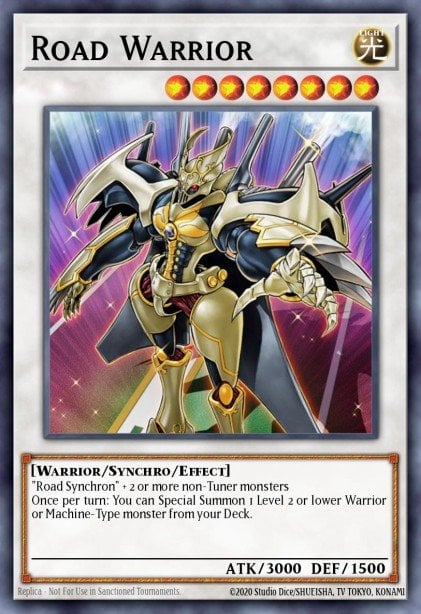 ROAD WARRIOR
LIGHT
光
[WARRIOR/SYNCHRO/EFFECT]
"Road Synchron" + 2 or more non-Tuner monsters
Once per turn: You can Special Summon 1 Level 2 or lower Warrior
or Machine-Type monster from your Deck.
ATK/3000 DEF/1500
Replica - Not For Use in Sanctioned Tournaments.
©2020 Studio Dice/SHUEISHA, TV TOKYO, KONAMI